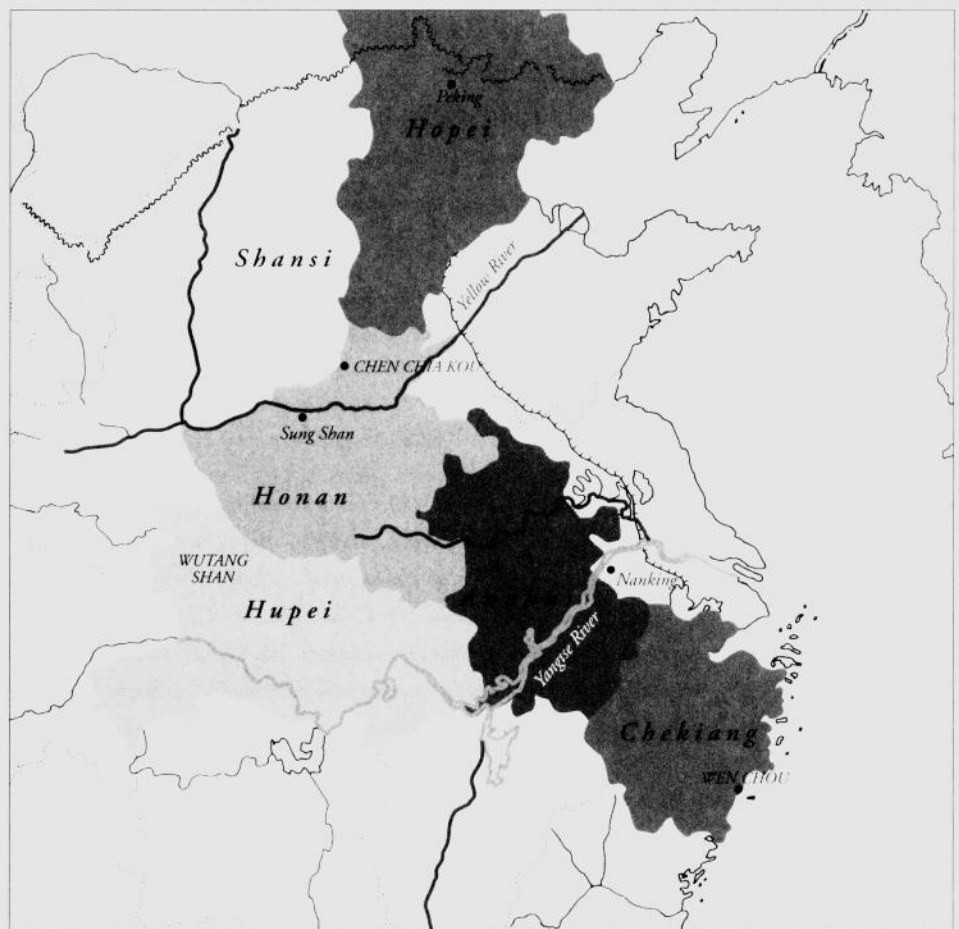 Peking
Hopei
Shansi
Yellow River
CHEN CHIA KOU
Sung Shan
Honan
WUTANG
SHAN
Nanking
Hupei
Yangtse River
Chekiang
WEN CHOU